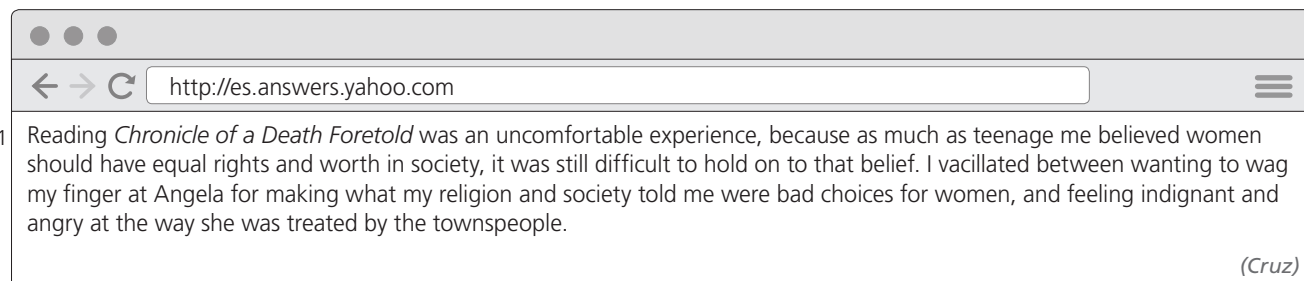 http://es.answers.yahoo.com
1 Reading Chronicle of a Death Foretold was an uncomfortable experience, because as much as teenage me believed women
should have equal rights and worth in society, it was still difficult to hold on to that belief. I vacillated between wanting to wag
my finger at Angela for making what my religion and society told me were bad choices for women, and feeling indignant and
angry at the way she was treated by the townspeople.
(Cruz)